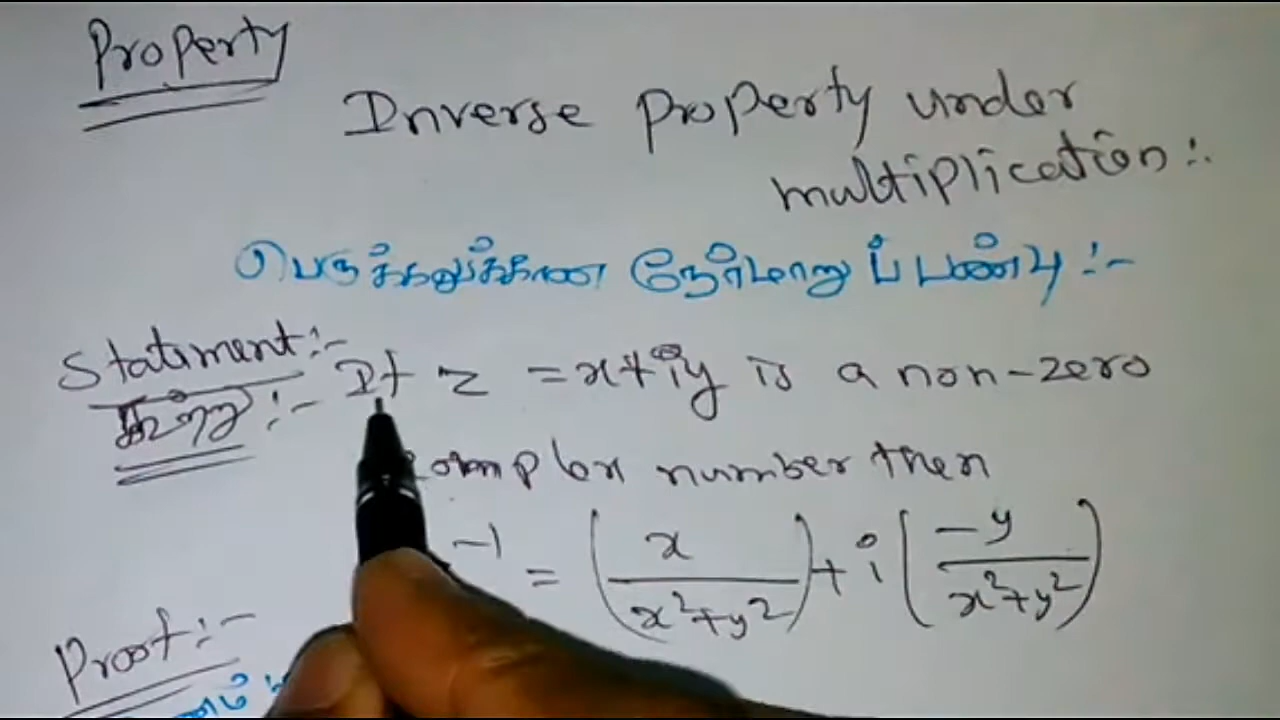 Property
Inverse Property under
multiplication :-
பெருக்கலுக்கான நேர்மாறு ப் பண்பு :-
Statement :- If z = x + iy is a non-zero
கூற்று :-
complex number then
-1 = (x / x²+y²) + i (-y / x²+y²)
Proof :-